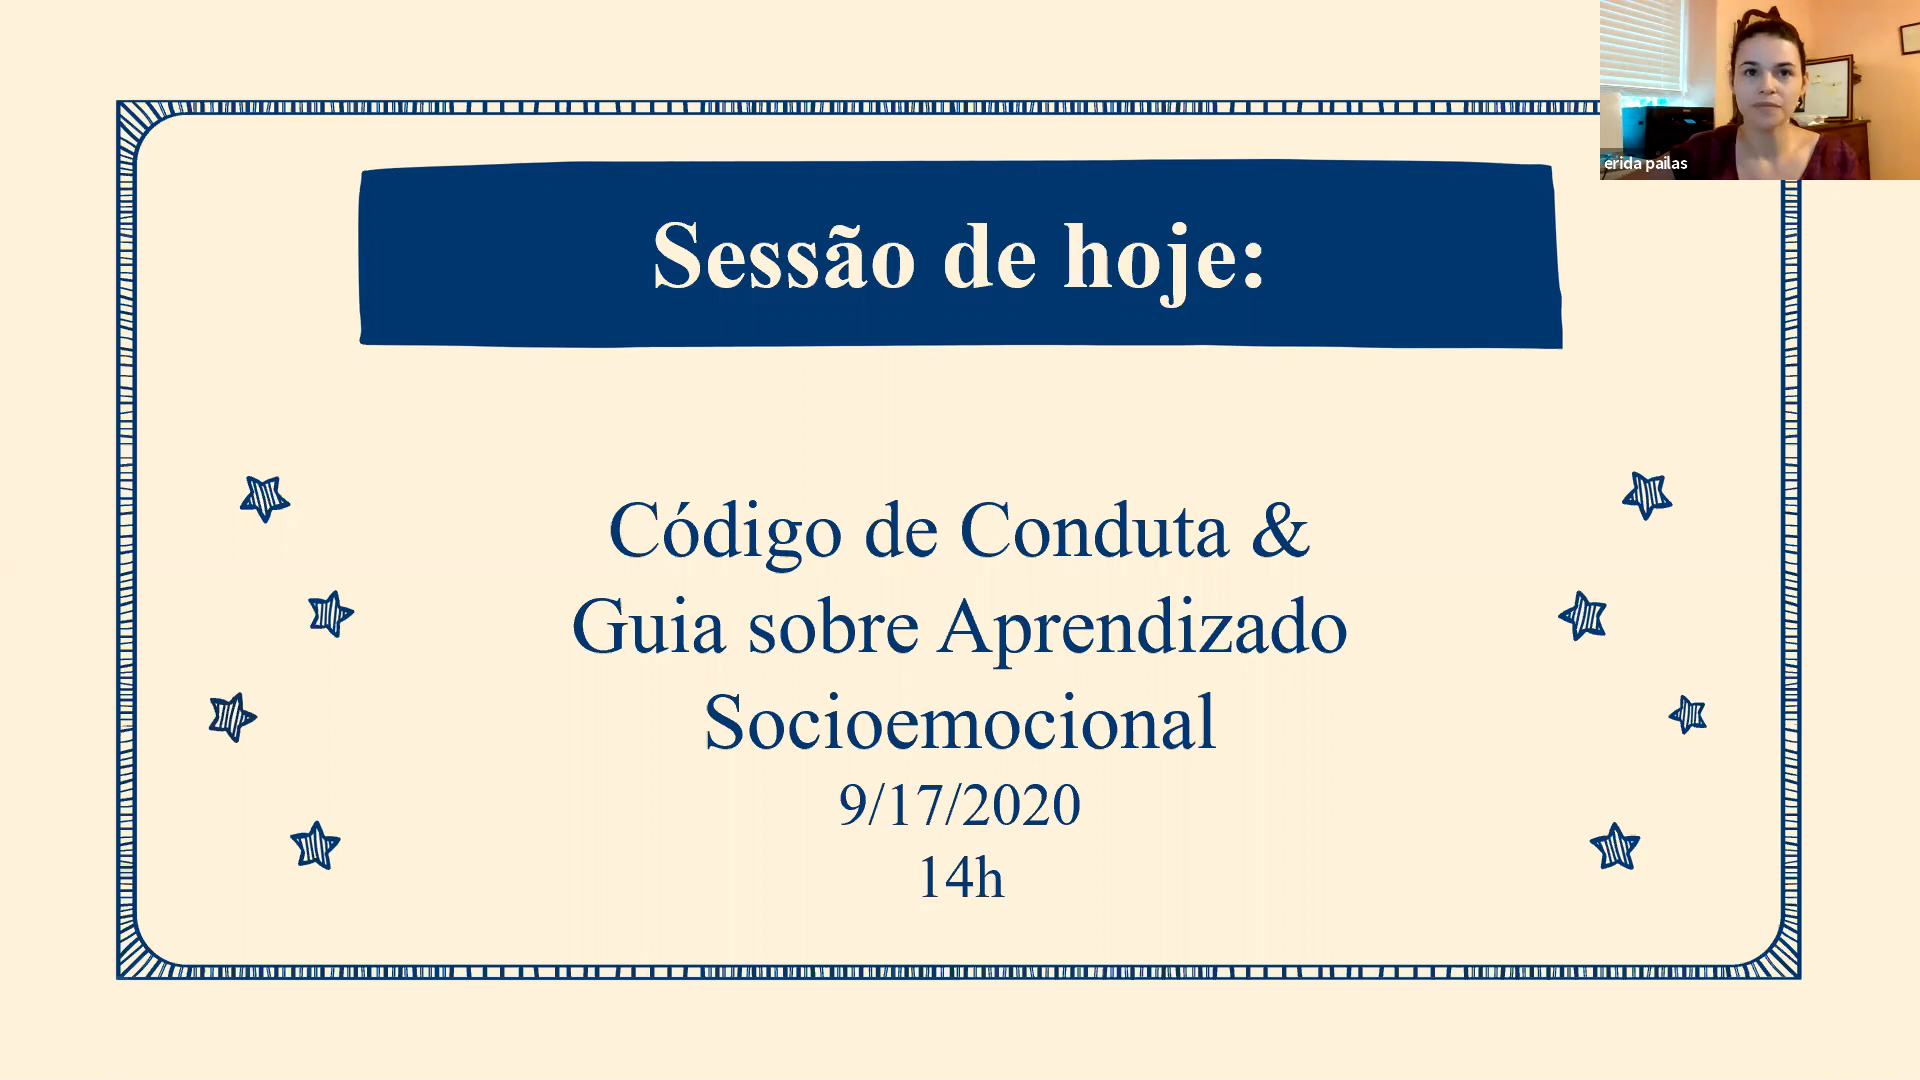 Sessão de hoje:
Código de Conduta &
Guia sobre Aprendizado
Socioemocional
9/17/2020
14h
erida pailas